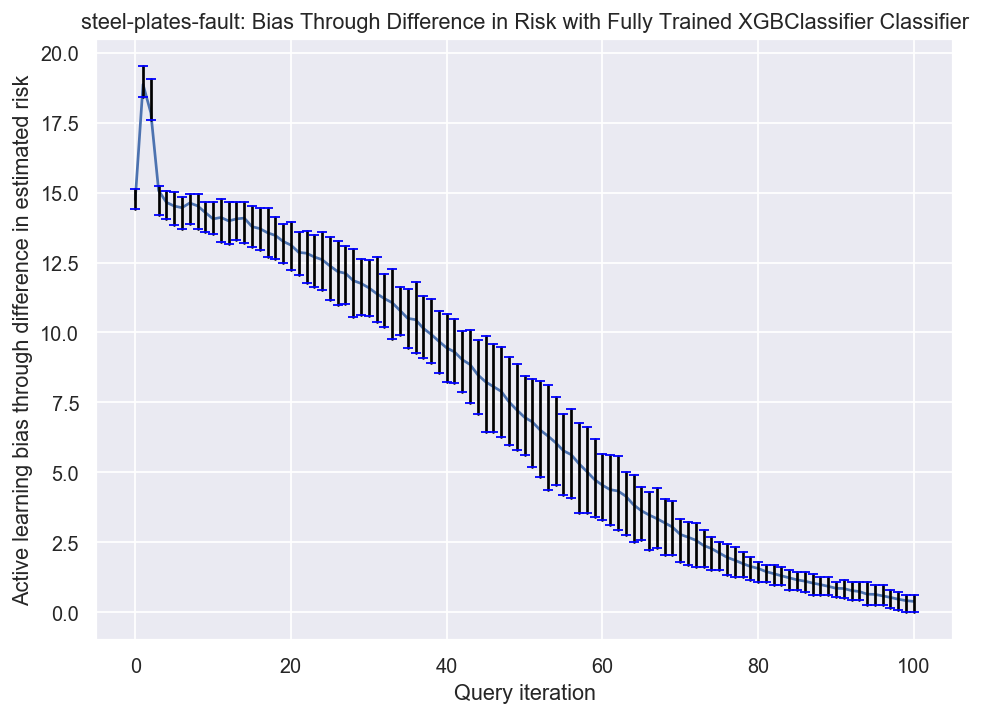 steel-plates-fault: Bias Through Difference in Risk with Fully Trained XGBClassifier Classifier
20.0
17.5
15.0
12.5
10.0
7.5
5.0
2.5
0.0
Active learning bias through difference in estimated risk
0 20 40 60 80 100
Query iteration